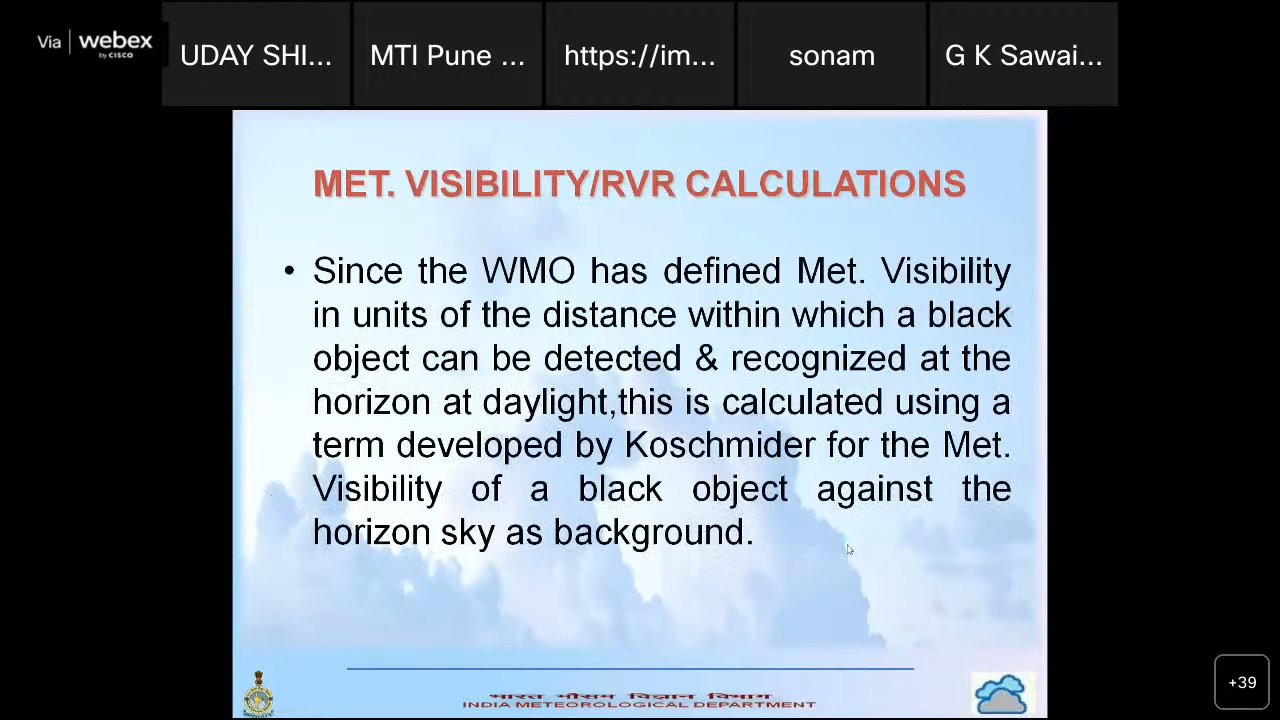 Via webex
by CISCO
UDAY SHI...
MTI Pune ...
https://im...
sonam
G K Sawai...
MET. VISIBILITY/RVR CALCULATIONS
• Since the WMO has defined Met. Visibility
in units of the distance within which a black
object can be detected & recognized at the
horizon at daylight,this is calculated using a
term developed by Koschmider for the Met.
Visibility of a black object against the
horizon sky as background.
भारत मौसम विज्ञान विभाग
INDIA METEOROLOGICAL DEPARTMENT
+39